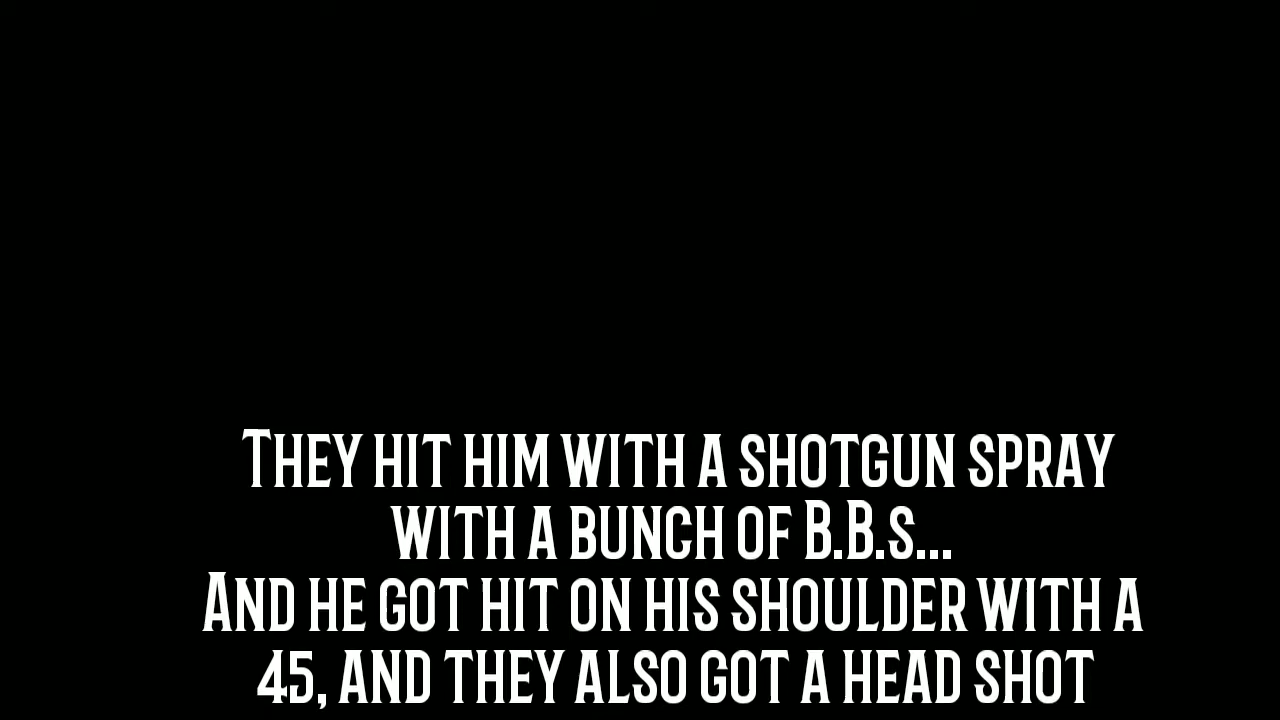 They hit him with a shotgun spray
with a bunch of B.B.s...
And he got hit on his shoulder with a
45, and they also got a head shot